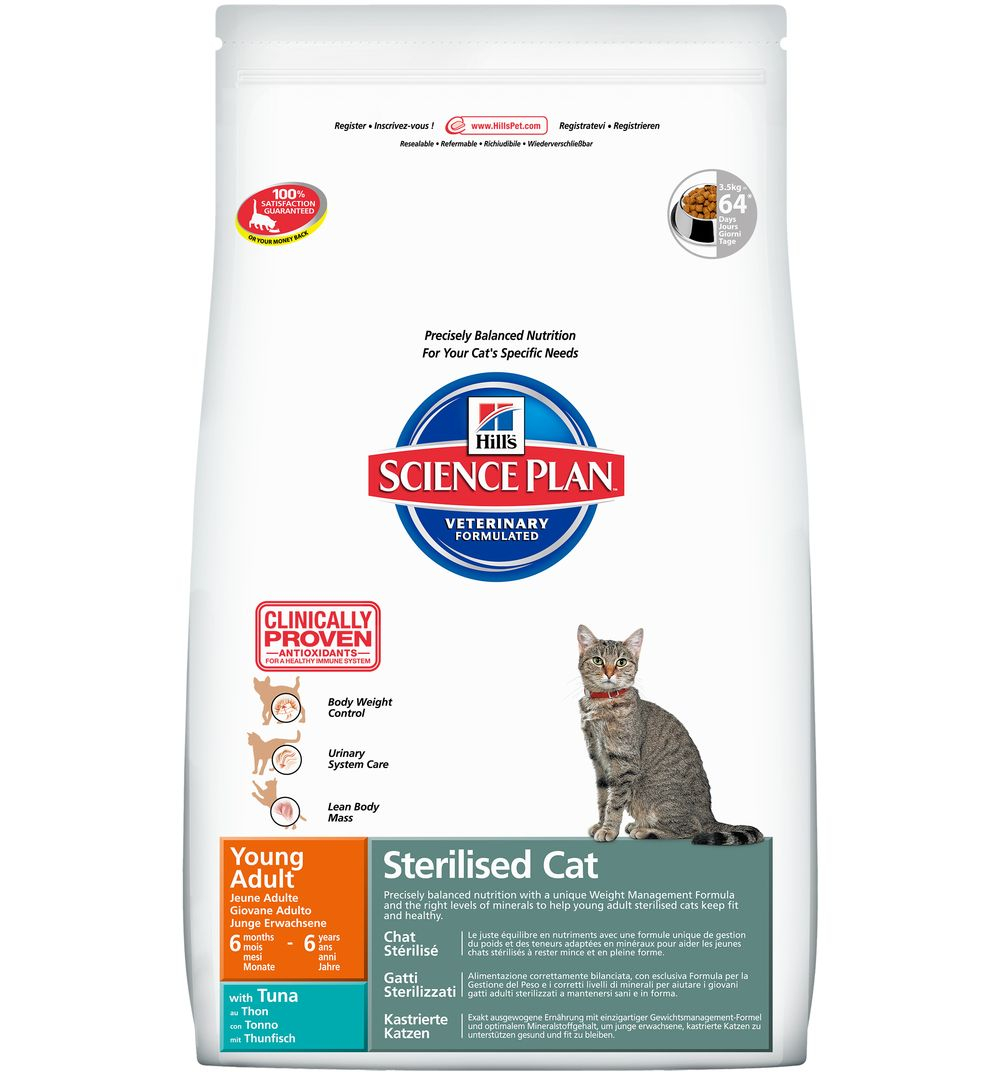 Register • Inscrivez-vous ! www.HillsPet.com Registratevi • Registrieren
Resealable • Refermable • Richiudibile • Wiederverschließbar
100%
SATISFACTION
GUARANTEED
OR YOUR MONEY BACK
3.5kg=
64*
Days
Jours
Giorni
Tage
Precisely Balanced Nutrition
For Your Cat's Specific Needs
Hill's
SCIENCE PLAN™
VETERINARY
FORMULATED
CLINICALLY
PROVEN
—ANTIOXIDANTS—
FOR A HEALTHY IMMUNE SYSTEM
Body Weight
Control
Urinary
System Care
Lean Body
Mass
Young
Adult
Jeune Adulte
Giovane Adulto
Junge Erwachsene
6 months - 6 years
mois ans
mesi anni
Monate Jahre
with Tuna
au Thon
con Tonno
mit Thunfisch
Sterilised Cat
Precisely balanced nutrition with a unique Weight Management Formula
and the right levels of minerals to help young adult sterilised cats keep fit
and healthy.
Chat
Stérilisé
Le juste équilibre en nutriments avec une formule unique de gestion
du poids et des teneurs adaptées en minéraux pour aider les jeunes
chats stérilisés à rester mince et en pleine forme.
Gatti
Sterilizzati
Alimentazione correttamente bilanciata, con esclusiva Formula per la
Gestione del Peso e i corretti livelli di minerali per aiutare i giovani
gatti adulti sterilizzati a mantenersi sani e in forma.
Kastrierte
Katzen
Exakt ausgewogene Ernährung mit einzigartiger Gewichtsmanagement-Formel
und optimalem Mineralstoffgehalt, um junge erwachsene, kastrierte Katzen zu
unterstützen gesund und fit zu bleiben.